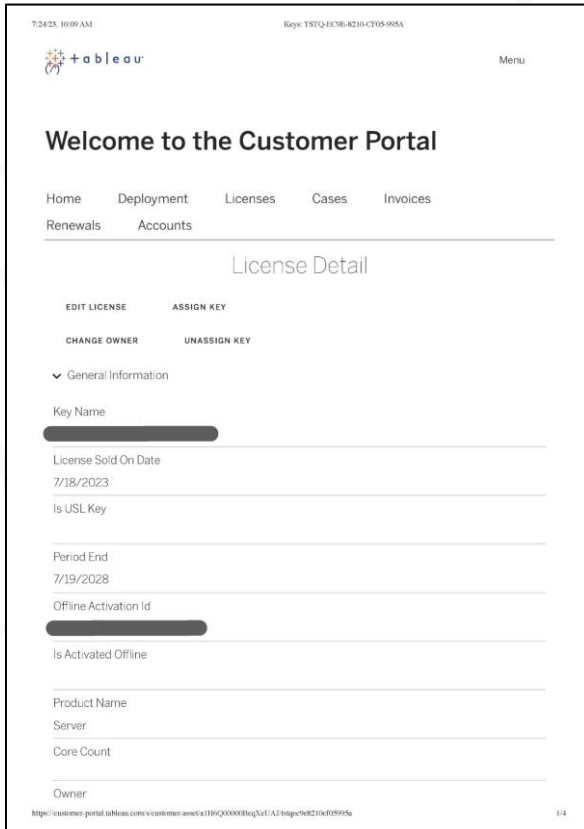 7/24/23, 10:09 AM Keys: TSTQ-EC9E-8210-CF05-995A
+ableau Menu
Welcome to the Customer Portal
Home Deployment Licenses Cases Invoices
Renewals Accounts
License Detail
EDIT LICENSE ASSIGN KEY
CHANGE OWNER UNASSIGN KEY
General Information
Key Name
License Sold On Date
7/18/2023
Is USL Key
Period End
7/19/2028
Offline Activation Id
Is Activated Offline
Product Name
Server
Core Count
Owner
1/4